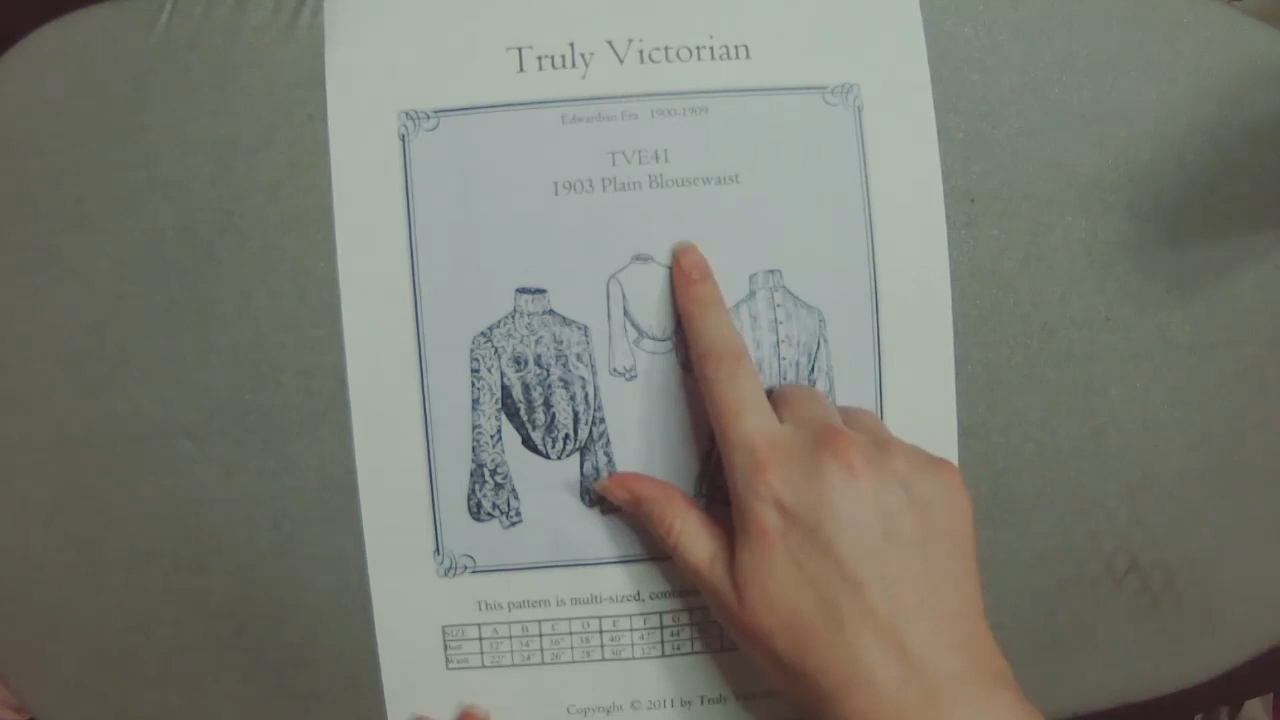 Truly Victorian
Edwardian Era 1900-1909
TVE41
1903 Plain Blousewaist
This pattern is multi-sized,
SIZE A B C D E F G
Bust 32" 34" 36" 38" 40" 42" 44"
Waist 22" 24" 26" 28" 30" 32" 34"
Copyright © 2011 by Truly